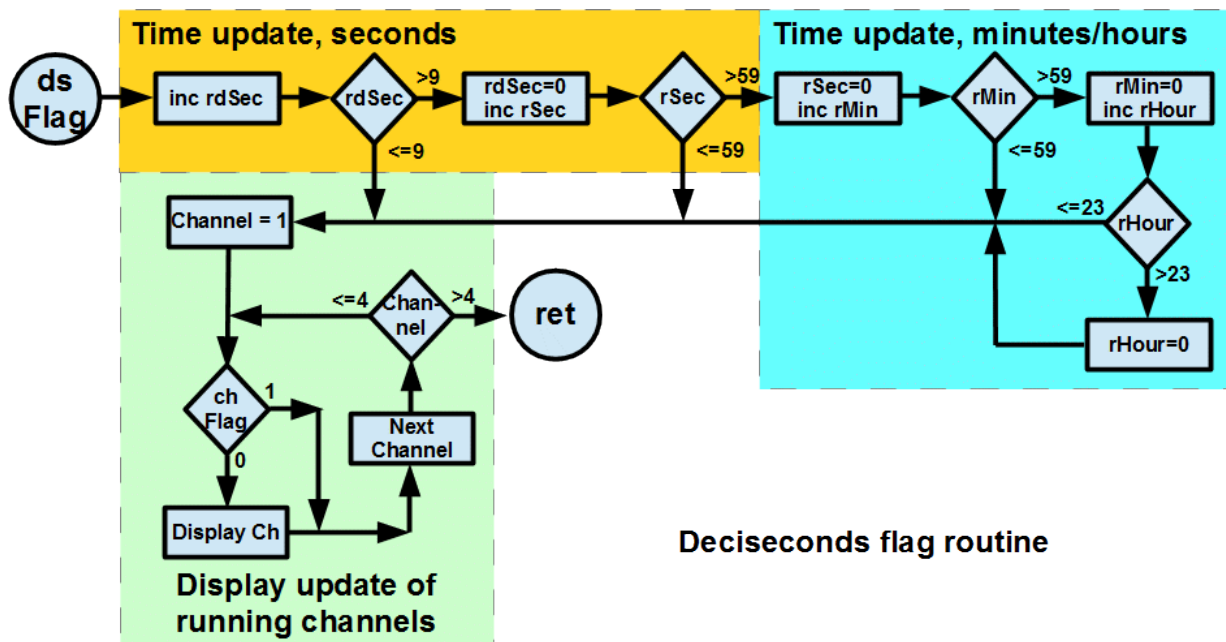 Time update, seconds
Time update, minutes/hours
ds
Flag
inc rdSec
rdSec
>9
<=9
rdSec=0
inc rSec
rSec
>59
<=59
rSec=0
inc rMin
rMin
>59
<=59
rMin=0
inc rHour
rHour
<=23
>23
rHour=0
Channel = 1
<=4
Chan-
nel
>4
ret
ch
Flag
1
0
Next
Channel
Display Ch
Display update of
running channels
Deciseconds flag routine